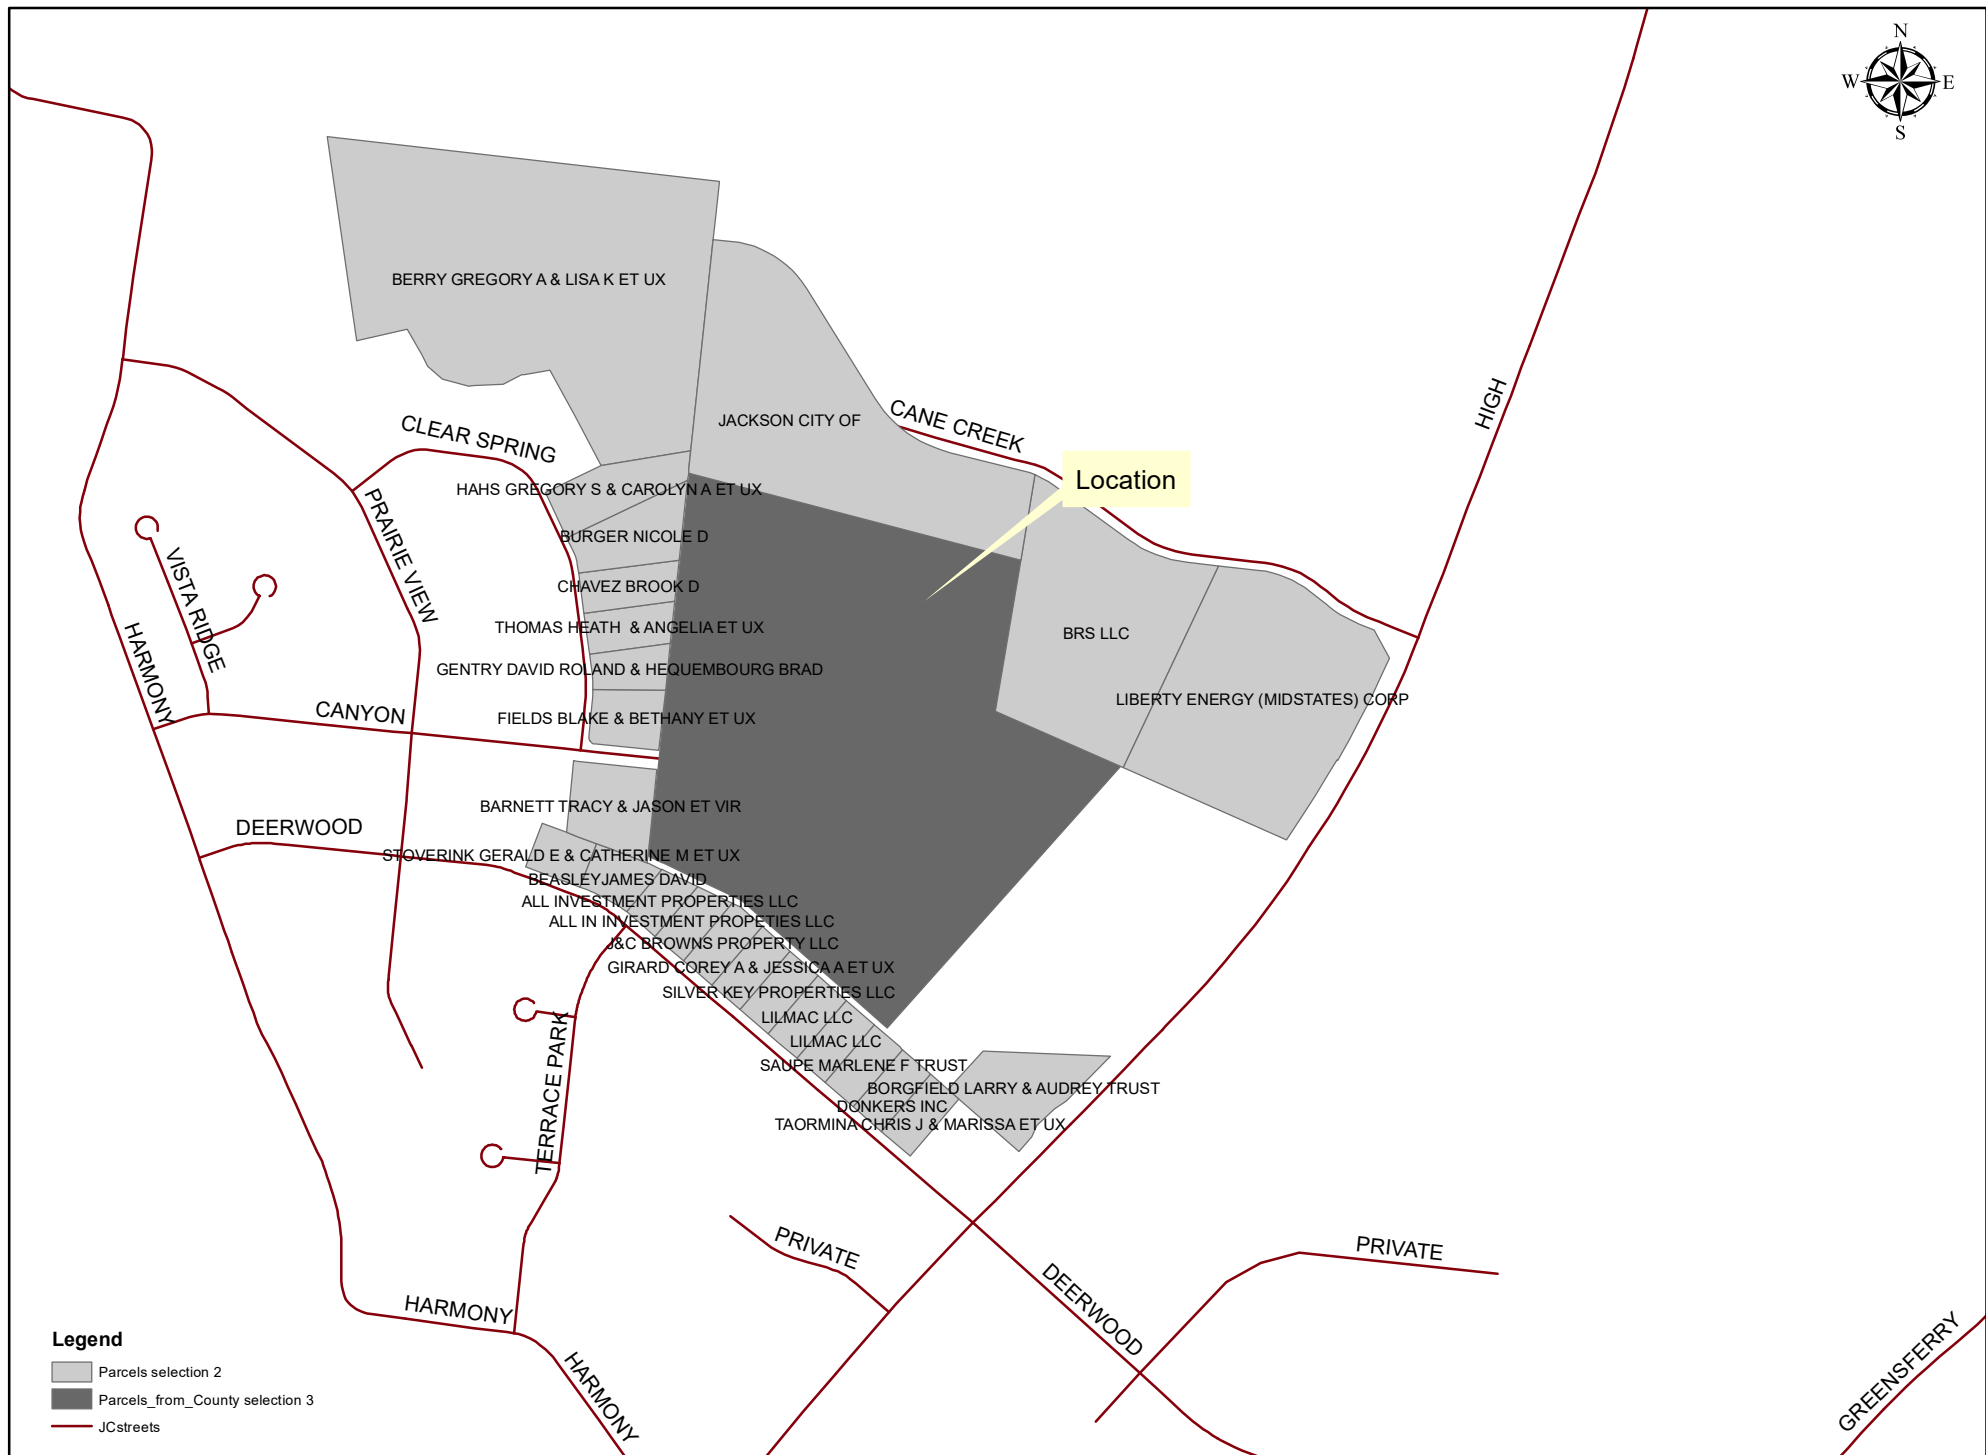 N
W
E
S
BERRY GREGORY A & LISA K ET UX
JACKSON CITY OF
CANE CREEK
HIGH
CLEAR SPRING
Location
HAHS GREGORY S & CAROLYN A ET UX
PRAIRIE VIEW
BURGER NICOLE D
VISTA RIDGE
CHAVEZ BROOK D
HARMONY
THOMAS HEATH & ANGELIA ET UX
BRS LLC
GENTRY DAVID ROLAND & HEQUEMBOURG BRAD
LIBERTY ENERGY (MIDSTATES) CORP
CANYON
FIELDS BLAKE & BETHANY ET UX
BARNETT TRACY & JASON ET VIR
DEERWOOD
STOVERINK GERALD E & CATHERINE M ET UX
BEASLEY JAMES DAVID
ALL INVESTMENT PROPERTIES LLC
ALL IN INVESTMENT PROPETIES LLC
J&C BROWNS PROPERTY LLC
GIRARD COREY A & JESSICA A ET UX
SILVER KEY PROPERTIES LLC
LILMAC LLC
LILMAC LLC
SAUPE MARLENE F TRUST
BORGFIELD LARRY & AUDREY TRUST
DONKERS INC
TAORMINA CHRIS J & MARISSA ET UX
TERRACE PARK
PRIVATE
PRIVATE
DEERWOOD
HARMONY
HARMONY
GREENSFERRY
Legend
Parcels selection 2
Parcels_from_County selection 3
JCstreets